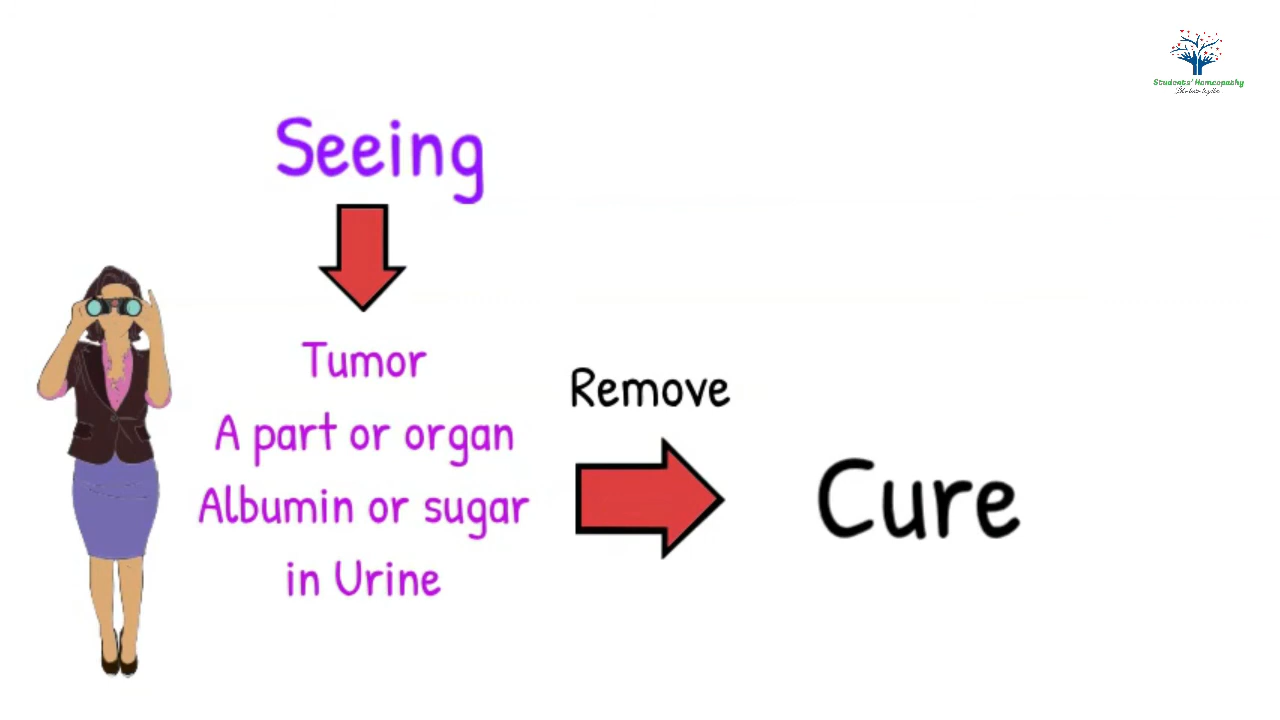 Students' Homeopathy
Seeing
Tumor
A part or organ
Albumin or sugar
in Urine
Remove
Cure